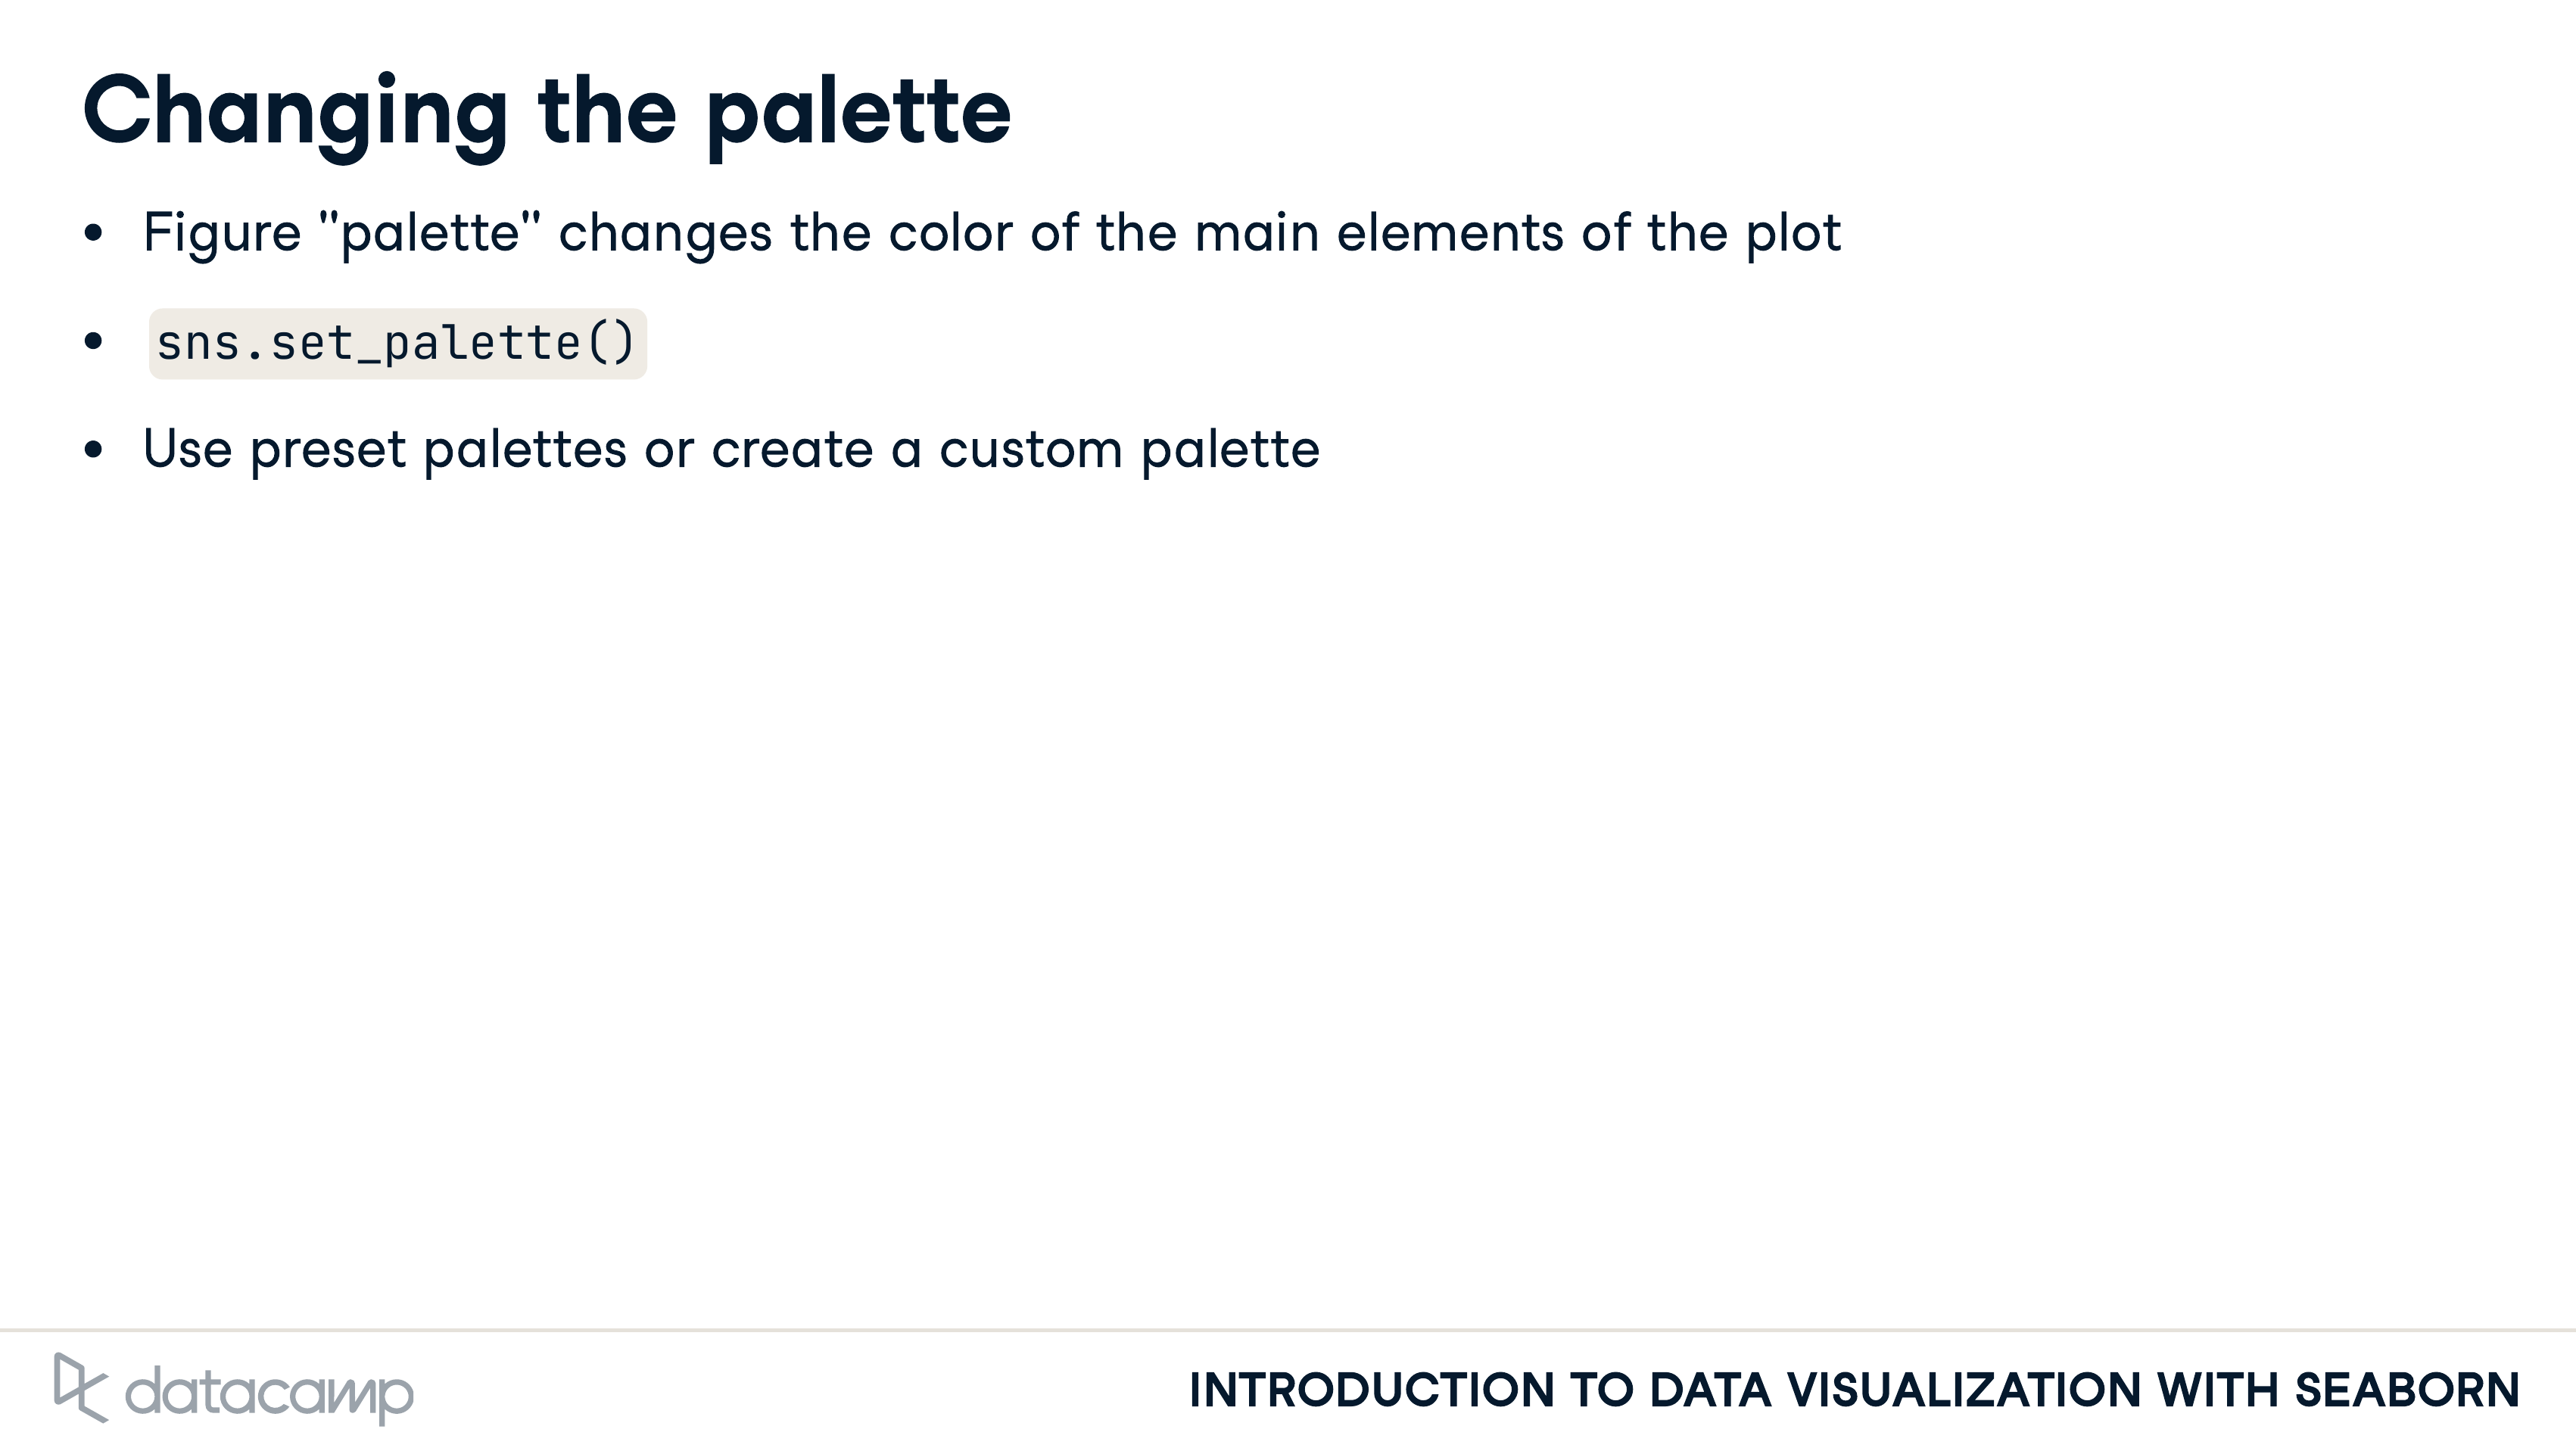 Changing the palette
• Figure "palette" changes the color of the main elements of the plot
• sns.set_palette()
• Use preset palettes or create a custom palette
datacamp
INTRODUCTION TO DATA VISUALIZATION WITH SEABORN